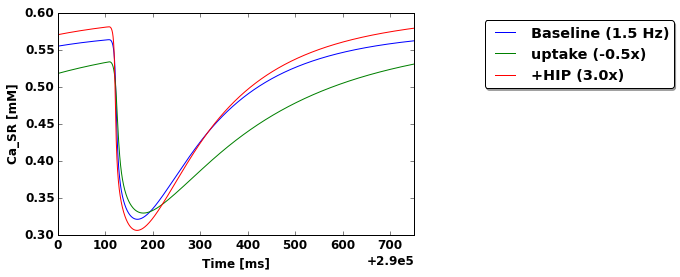 0.60
0.55
0.50
0.45
0.40
0.35
0.30
Ca_SR [mM]
0 100 200 300 400 500 600 700
Time [ms]
+2.9e5
Baseline (1.5 Hz)
uptake (-0.5x)
+HIP (3.0x)